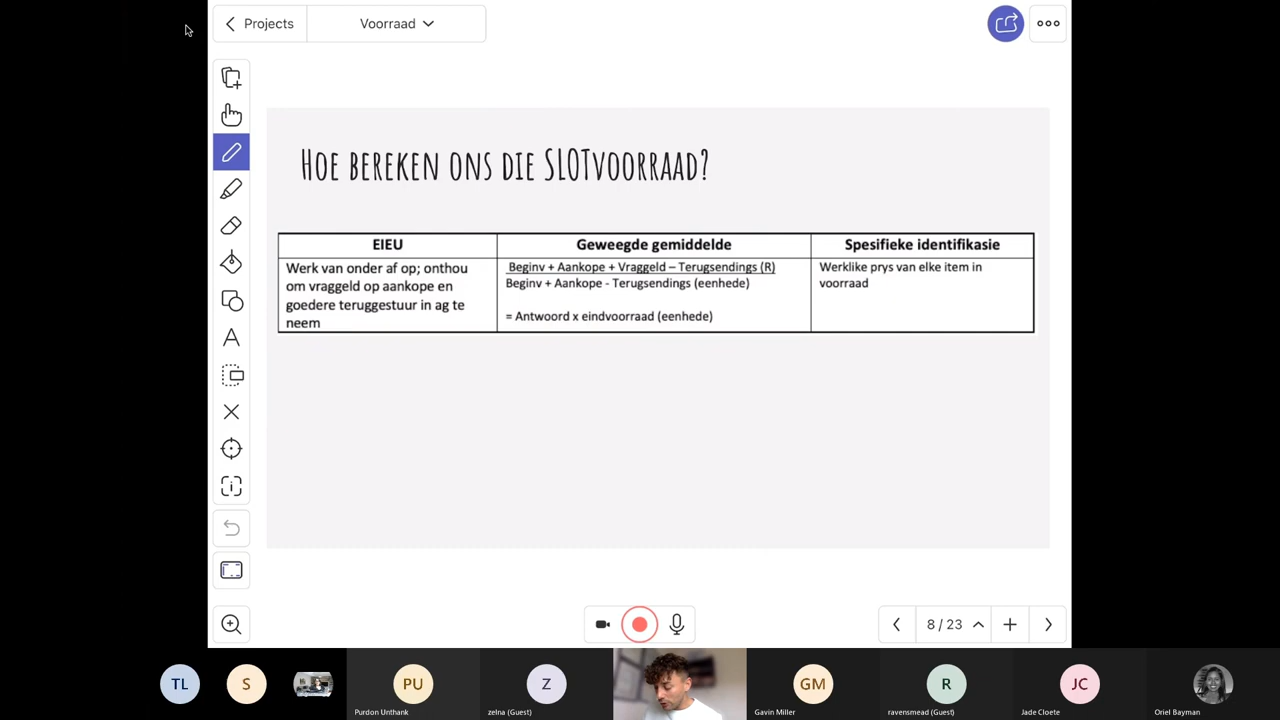 Projects
Voorraad
HOE BEREKEN ONS DIE SLOTVOORRAAD?
EIEU
Geweegde gemiddelde
Spesifieke identifikasie
Werk van onder af op; onthou
om vraggeld op aankope en
goedere teruggestuur in ag te
neem
Beginv + Aankope + Vraggeld – Terugsendings (R)
Beginv + Aankope - Terugsendings (eenhede)
= Antwoord x eindvoorraad (eenhede)
Werklike prys van elke item in
voorraad
A
8 / 23
TL
S
PU
Purdon Unthank
Z
zelna (Guest)
GM
Gavin Miller
R
ravensmead (Guest)
JC
Jade Cloete
Oriel Bayman